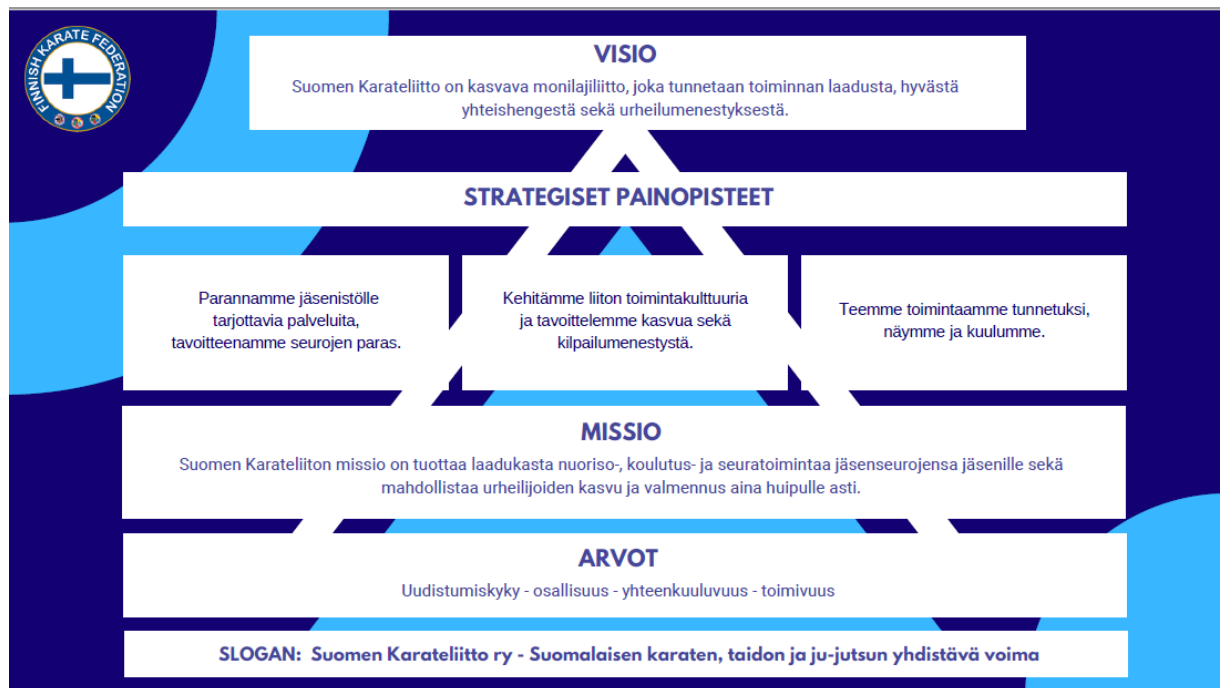 FINNISH KARATE FEDERATION
VISIO
Suomen Karateliitto on kasvava monilajiliitto, joka tunnetaan toiminnan laadusta, hyvästä
yhteishengestä sekä urheilumenestyksestä.
STRATEGISET PAINOPISTEET
Parannamme jäsenistölle
tarjottavia palveluita,
tavoitteenamme seurojen paras.
Kehitämme liiton toimintakulttuuria
ja tavoittelemme kasvua sekä
kilpailumenestystä.
Teemme toimintaamme tunnetuksi,
näymme ja kuulumme.
MISSIO
Suomen Karateliiton missio on tuottaa laadukasta nuoriso-, koulutus- ja seuratoimintaa jäsenseurojensa jäsenille sekä
mahdollistaa urheilijoiden kasvu ja valmennus aina huipulle asti.
ARVOT
Uudistumiskyky - osallisuus - yhteenkuuluvuus - toimivuus
SLOGAN: Suomen Karateliitto ry - Suomalaisen karaten, taidon ja ju-jutsun yhdistävä voima